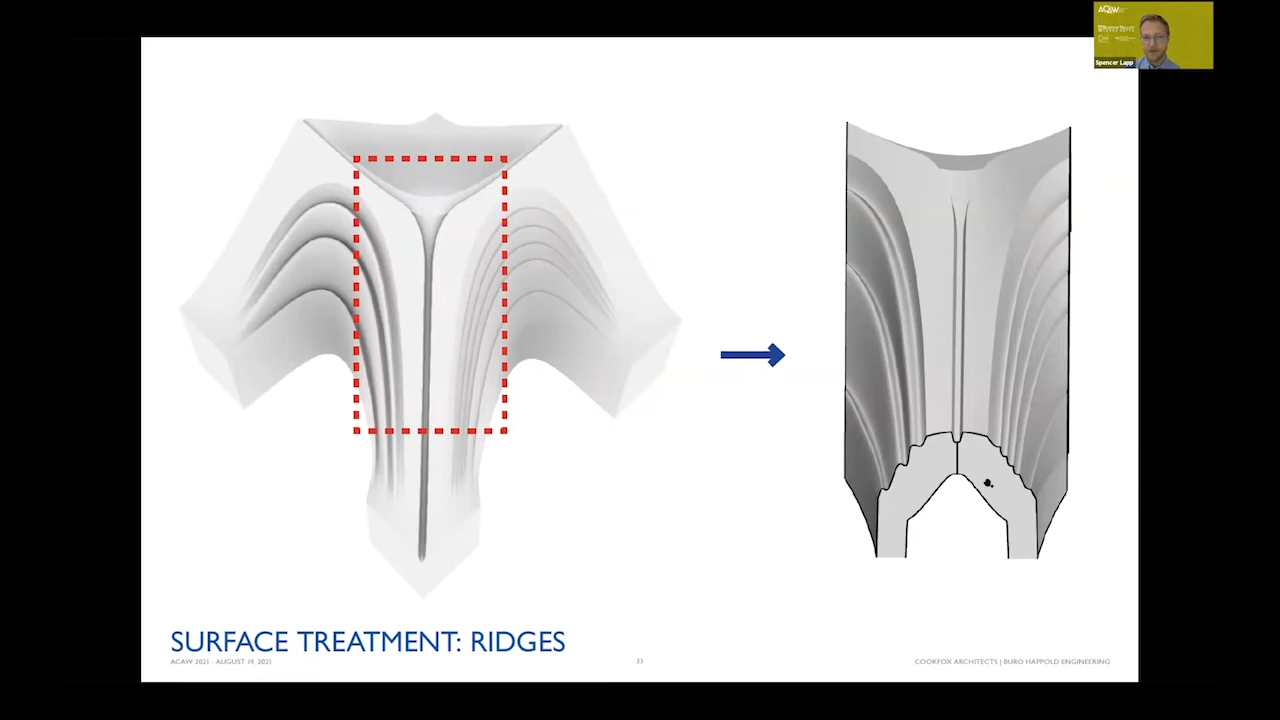 ACAW
Spencer Lapp
SURFACE TREATMENT: RIDGES
ACAW 2021 - AUGUST 19, 2021
33
COOKFOX ARCHITECTS | BURO HAPPOLD ENGINEERING